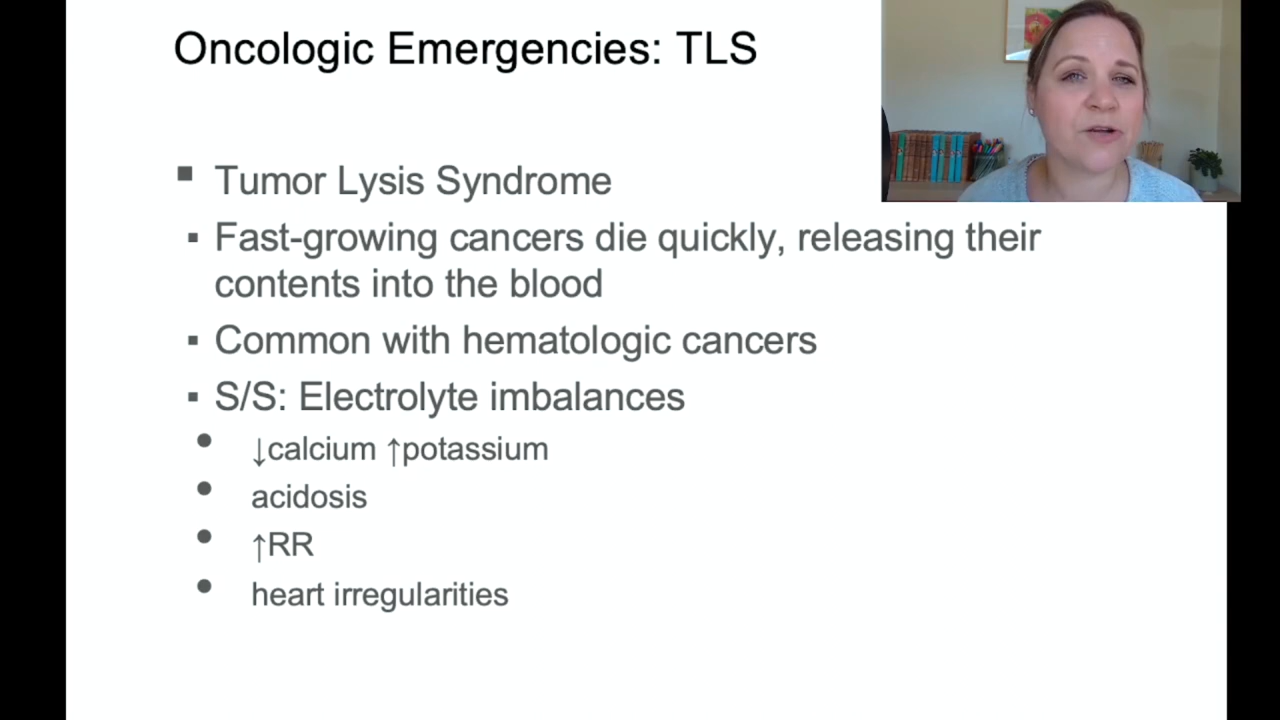 Oncologic Emergencies: TLS
▪ Tumor Lysis Syndrome
▪ Fast-growing cancers die quickly, releasing their
contents into the blood
▪ Common with hematologic cancers
▪ S/S: Electrolyte imbalances
• ↓calcium ↑potassium
• acidosis
• ↑RR
• heart irregularities